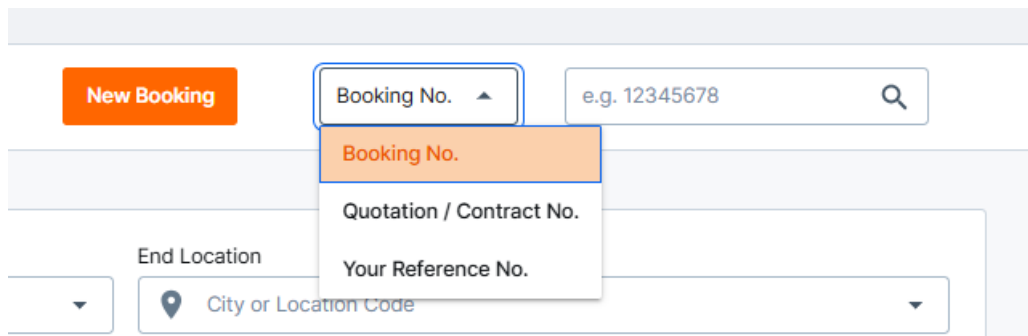 New Booking
Booking No.
e.g. 12345678
Booking No.
Quotation / Contract No.
Your Reference No.
End Location
City or Location Code